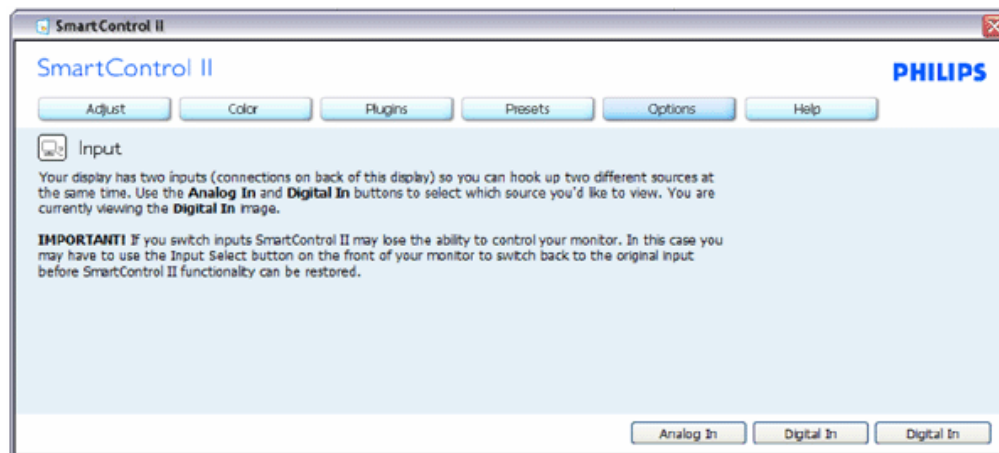 SmartControl II
SmartControl II
PHILIPS
Adjust
Color
Plugins
Presets
Options
Help
Input
Your display has two inputs (connections on back of this display) so you can hook up two different sources at
the same time. Use the Analog In and Digital In buttons to select which source you'd like to view. You are
currently viewing the Digital In image.
IMPORTANT! If you switch inputs SmartControl II may lose the ability to control your monitor. In this case you
may have to use the Input Select button on the front of your monitor to switch back to the original input
before SmartControl II functionality can be restored.
Analog In
Digital In
Digital In